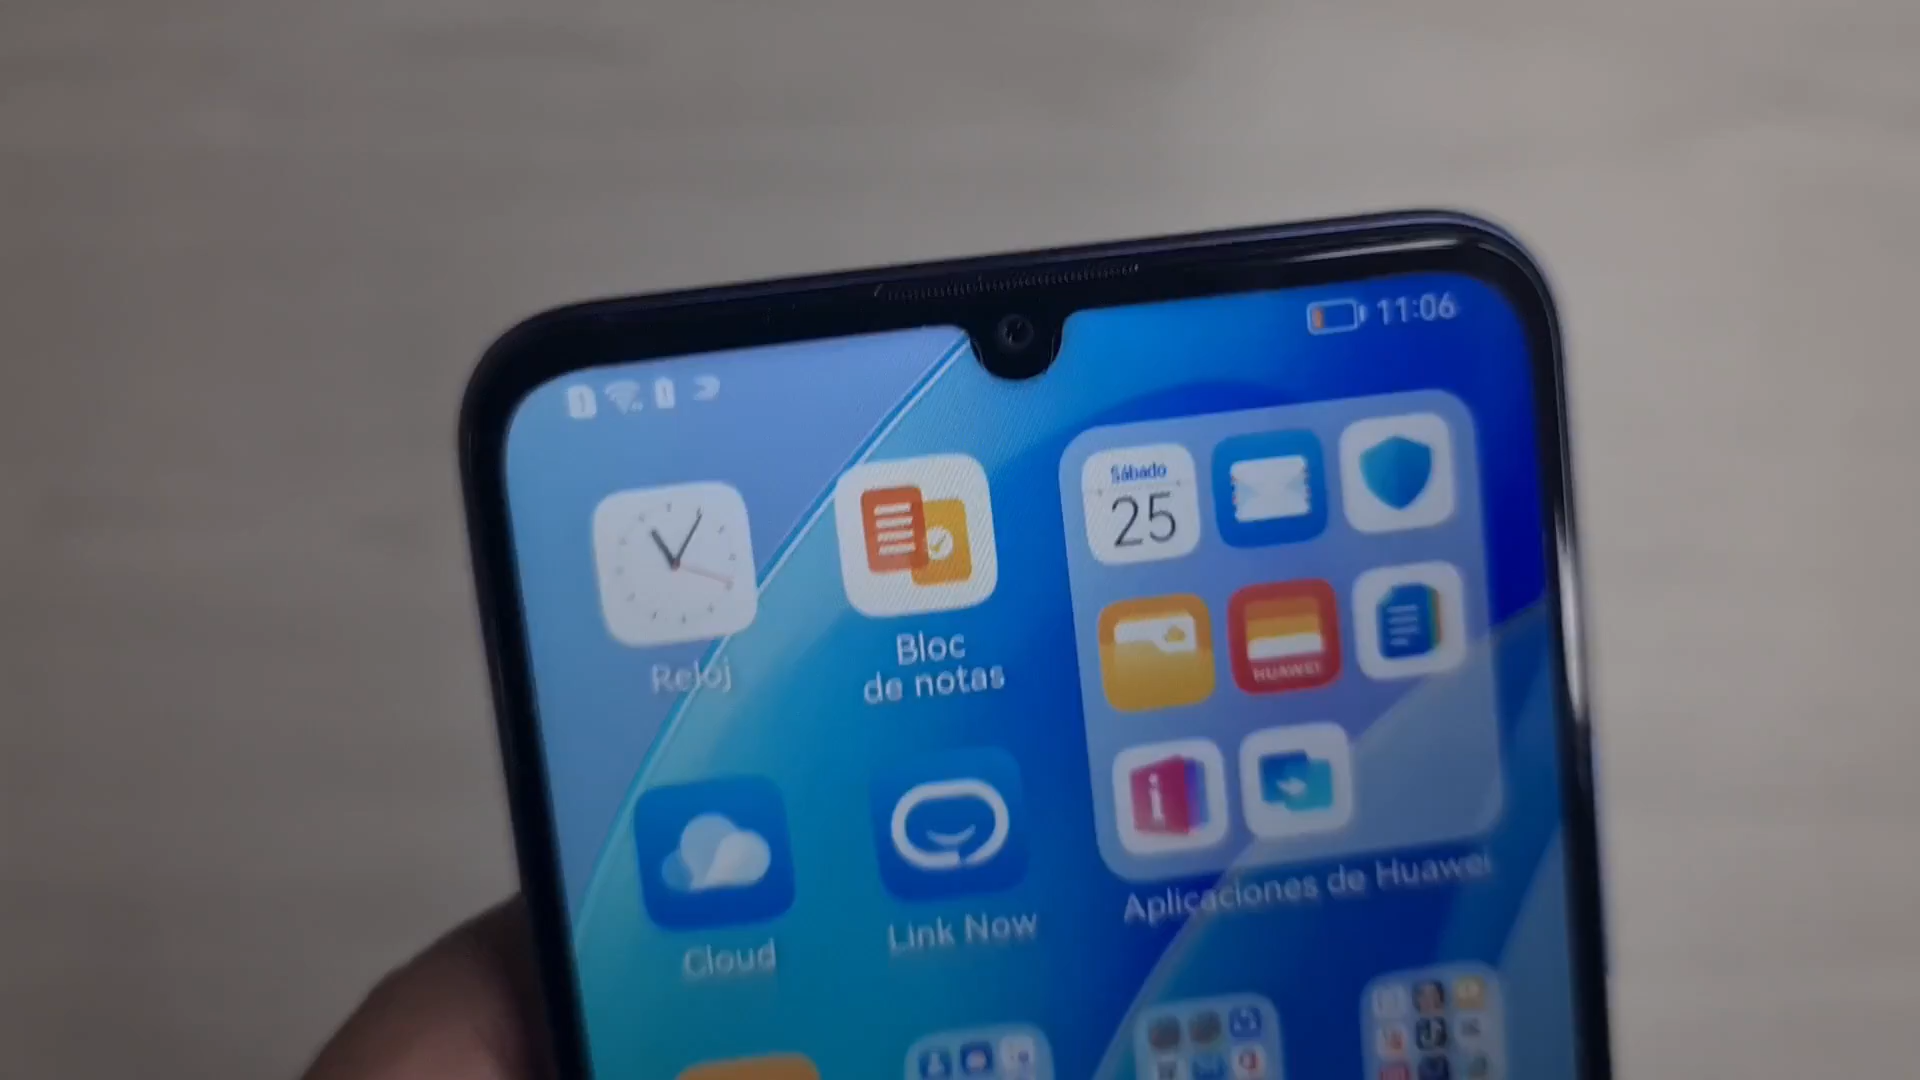 11:06
Sábado
25
HUAWEI
Reloj
Bloc
de notas
Cloud
Link Now
Aplicaciones de Huawei